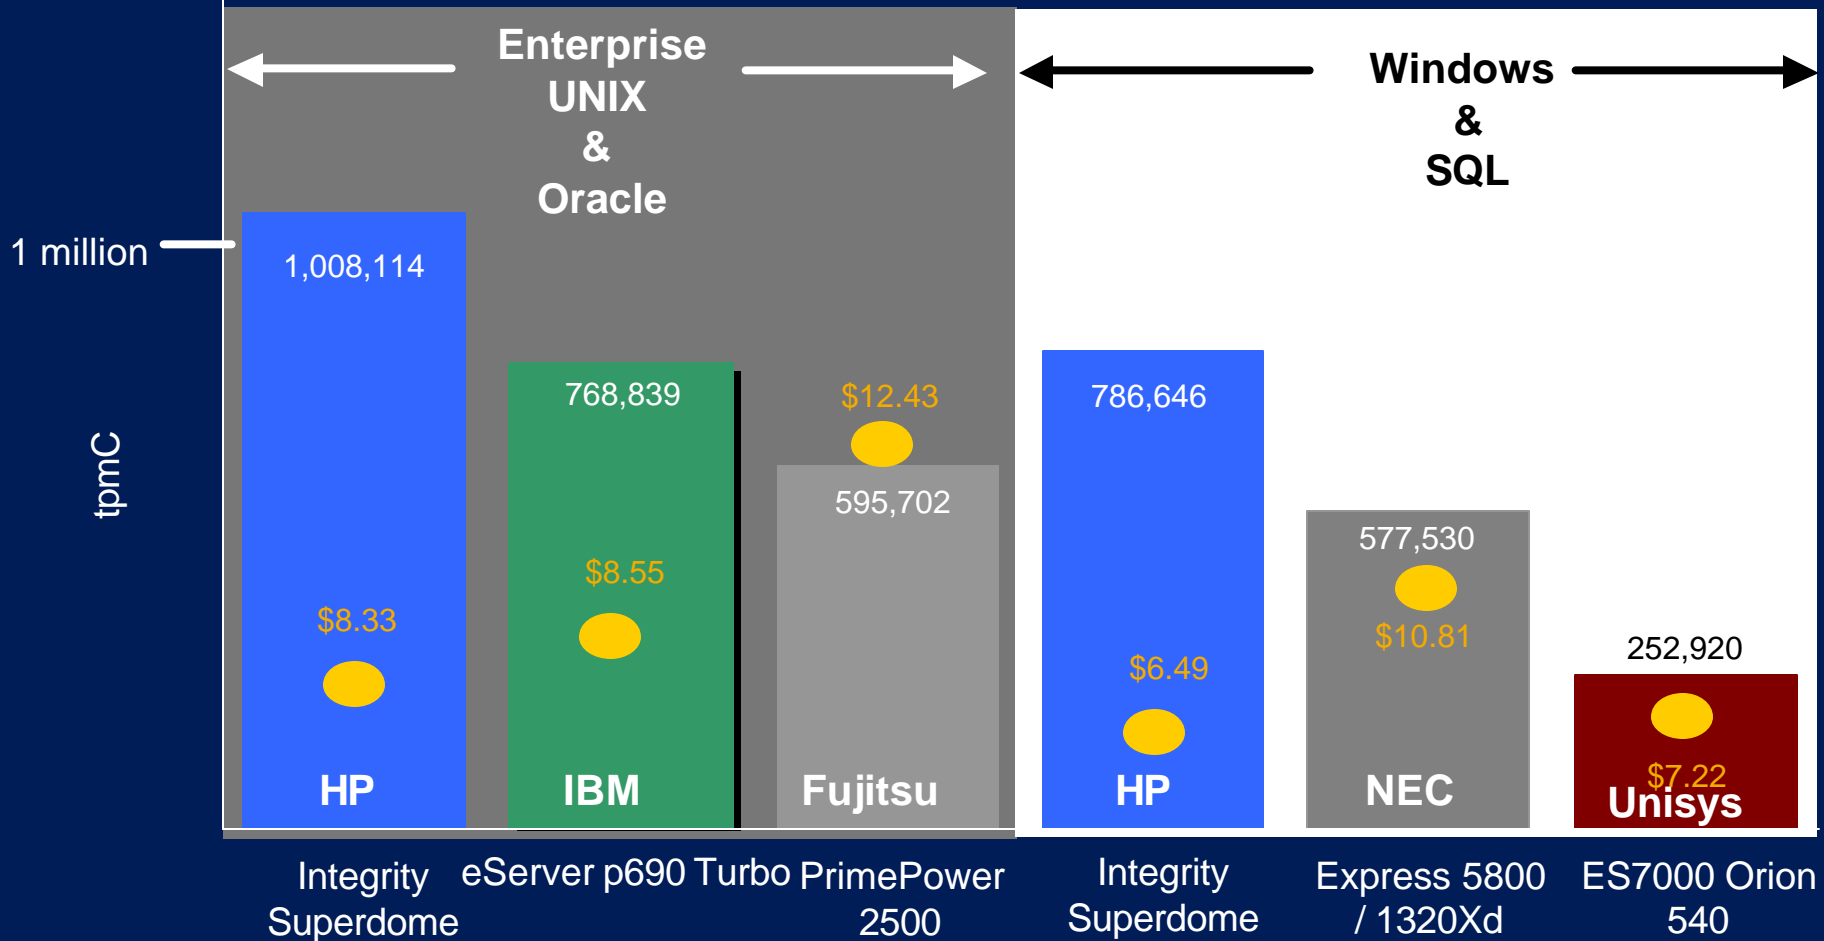 Enterprise
UNIX
&
Oracle
Windows
&
SQL
1 million
tpmC
1,008,114
$8.33
HP
768,839
$8.55
IBM
$12.43
595,702
Fujitsu
786,646
$6.49
HP
577,530
$10.81
NEC
252,920
$7.22
Unisys
Integrity
Superdome
eServer p690 Turbo
PrimePower
2500
Integrity
Superdome
Express 5800
/ 1320Xd
ES7000 Orion
540